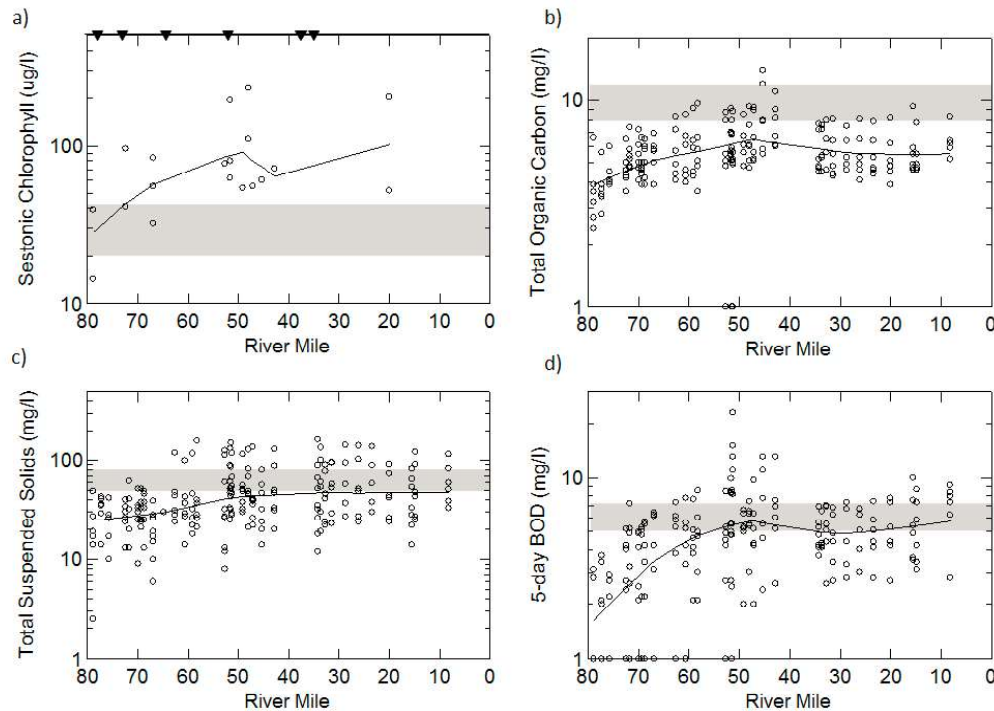 a)
Sestonic Chlorophyll (ug/l)
100
10
80 70 60 50 40 30 20 10 0
River Mile
b)
Total Organic Carbon (mg/l)
10
1
80 70 60 50 40 30 20 10 0
River Mile
c)
Total Suspended Solids (mg/l)
100
10
1
80 70 60 50 40 30 20 10 0
River Mile
d)
5-day BOD (mg/l)
10
1
80 70 60 50 40 30 20 10 0
River Mile